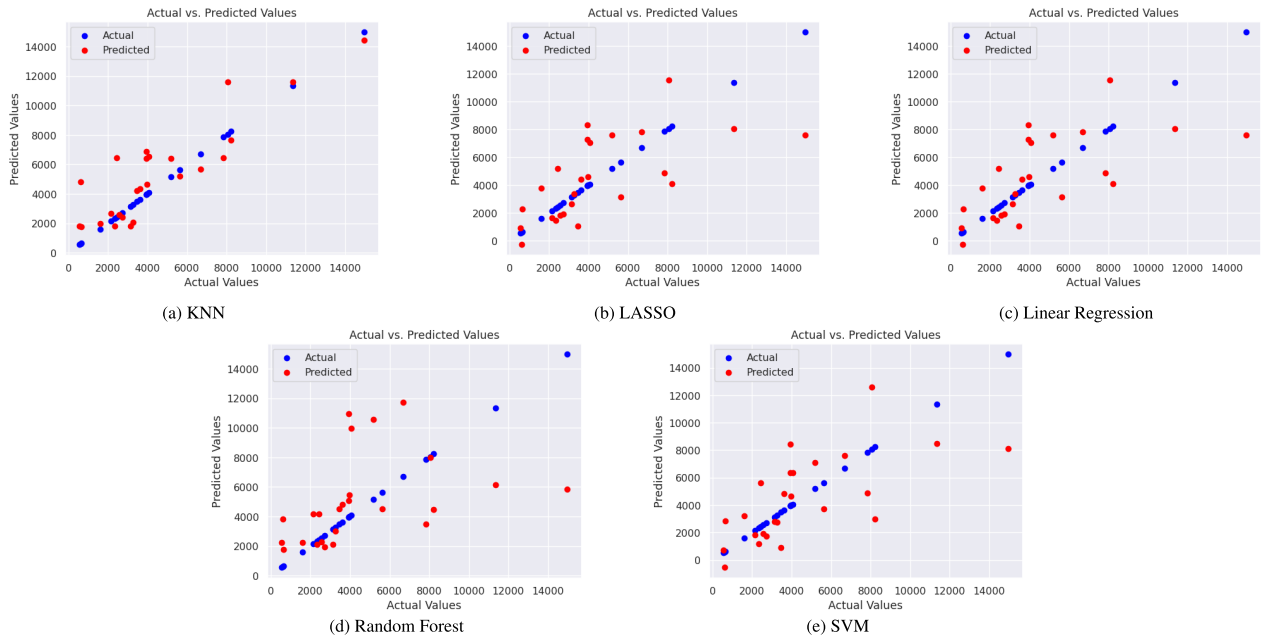 Actual vs. Predicted Values
Actual
Predicted
14000
12000
10000
8000
6000
4000
2000
0
Predicted Values
0 2000 4000 6000 8000 10000 12000 14000
Actual Values
(a) KNN
Actual vs. Predicted Values
Actual
Predicted
14000
12000
10000
8000
6000
4000
2000
0
Predicted Values
0 2000 4000 6000 8000 10000 12000 14000
Actual Values
(b) LASSO
Actual vs. Predicted Values
Actual
Predicted
14000
12000
10000
8000
6000
4000
2000
0
Predicted Values
0 2000 4000 6000 8000 10000 12000 14000
Actual Values
(c) Linear Regression
Actual vs. Predicted Values
Actual
Predicted
14000
12000
10000
8000
6000
4000
2000
0
Predicted Values
0 2000 4000 6000 8000 10000 12000 14000
Actual Values
(d) Random Forest
Actual vs. Predicted Values
Actual
Predicted
14000
12000
10000
8000
6000
4000
2000
0
Predicted Values
0 2000 4000 6000 8000 10000 12000 14000
Actual Values
(e) SVM